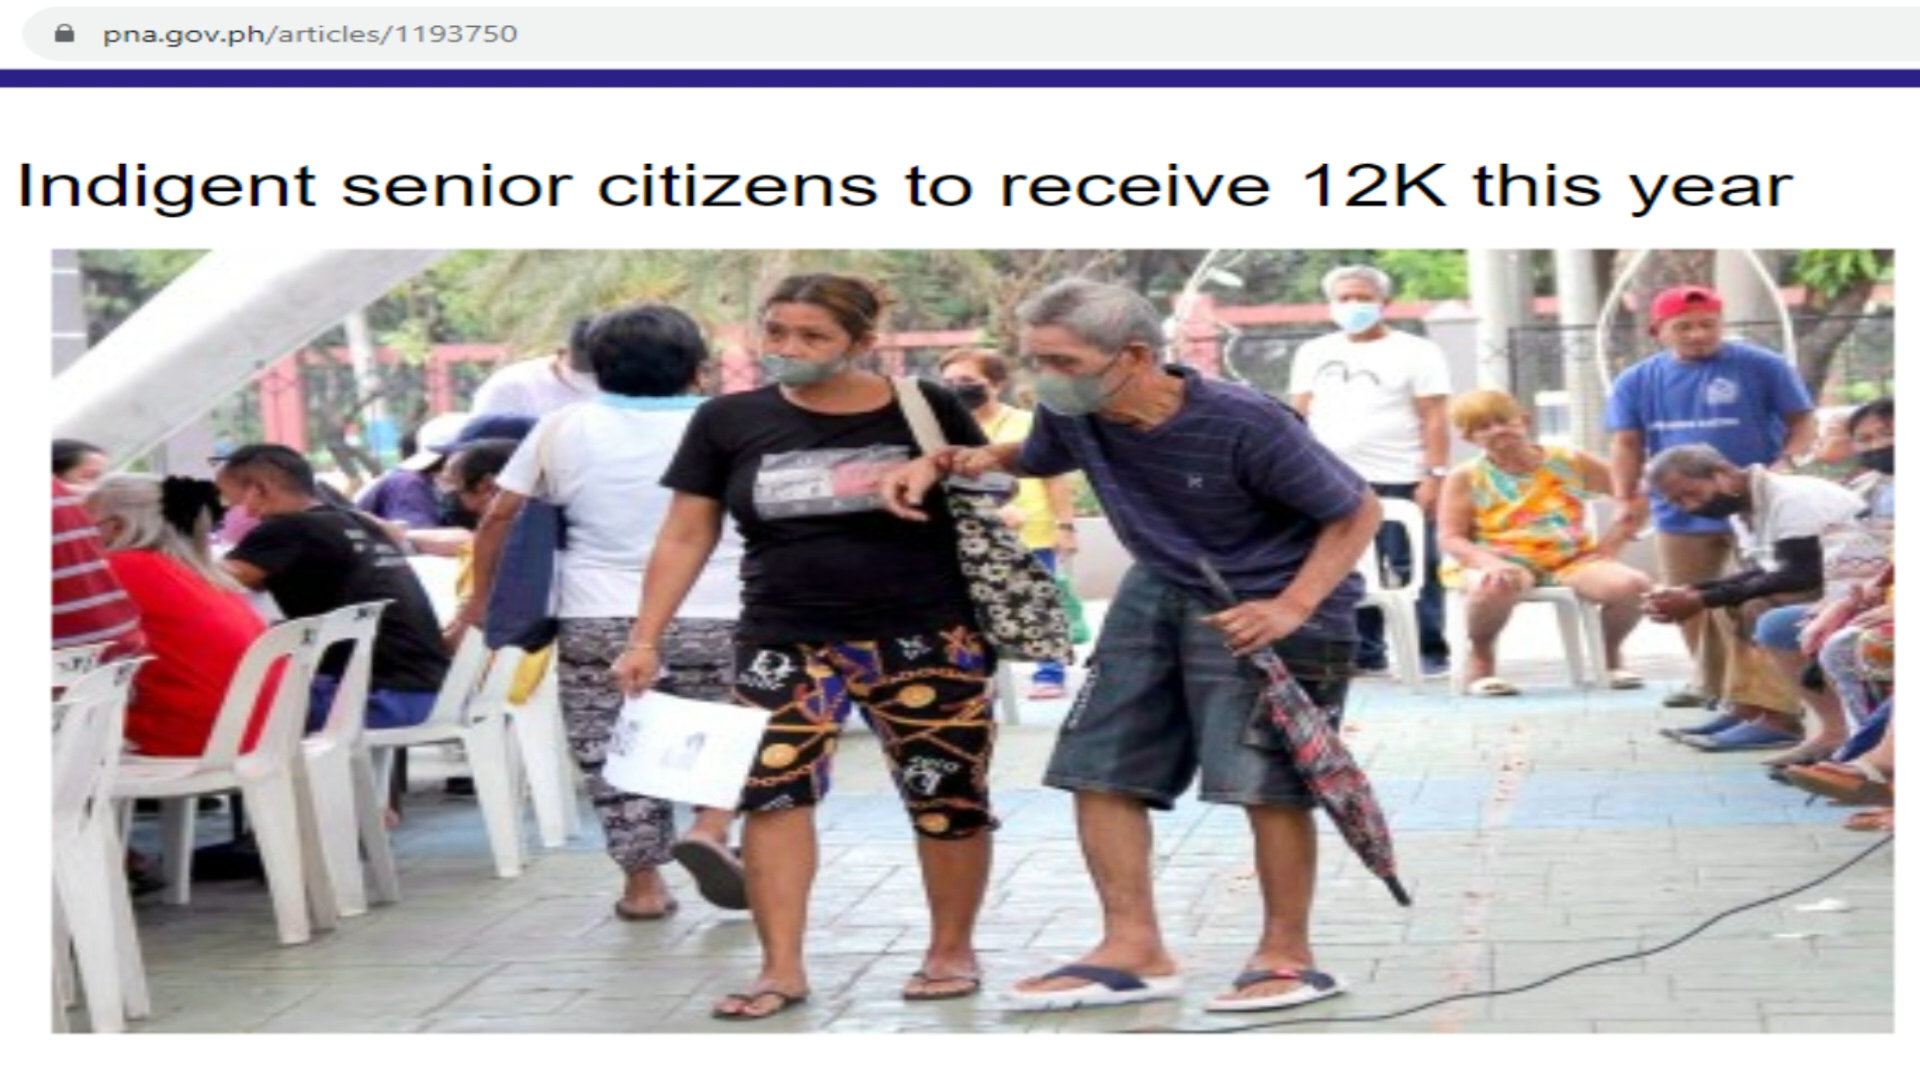 pna.gov.ph/articles/1193750
Indigent senior citizens to receive 12K this year